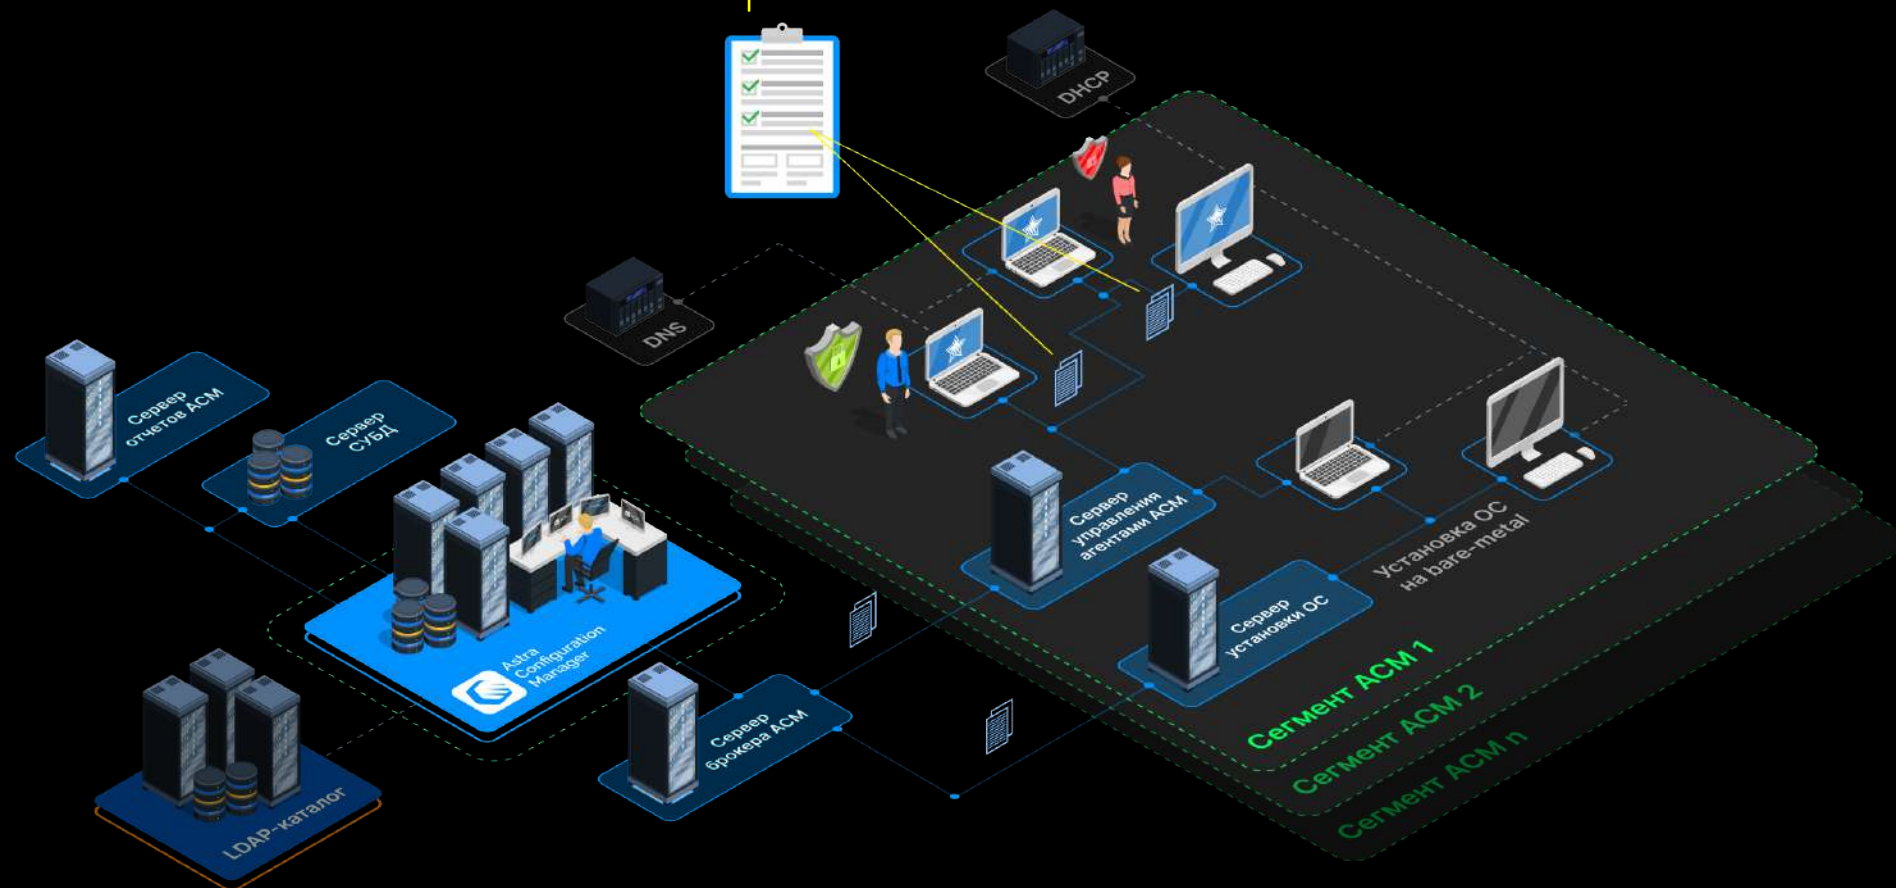 DHCP
DNS
Сервер
отчетов ACM
Сервер
СУБД
Сервер
управления
агентами ACM
Установка ОС
на bare-metal
Сервер
установки ОС
Astra
Configuration
Manager
Сервер
брокера ACM
LDAP-каталог
Сегмент ACM 1
Сегмент ACM 2
Сегмент ACM n